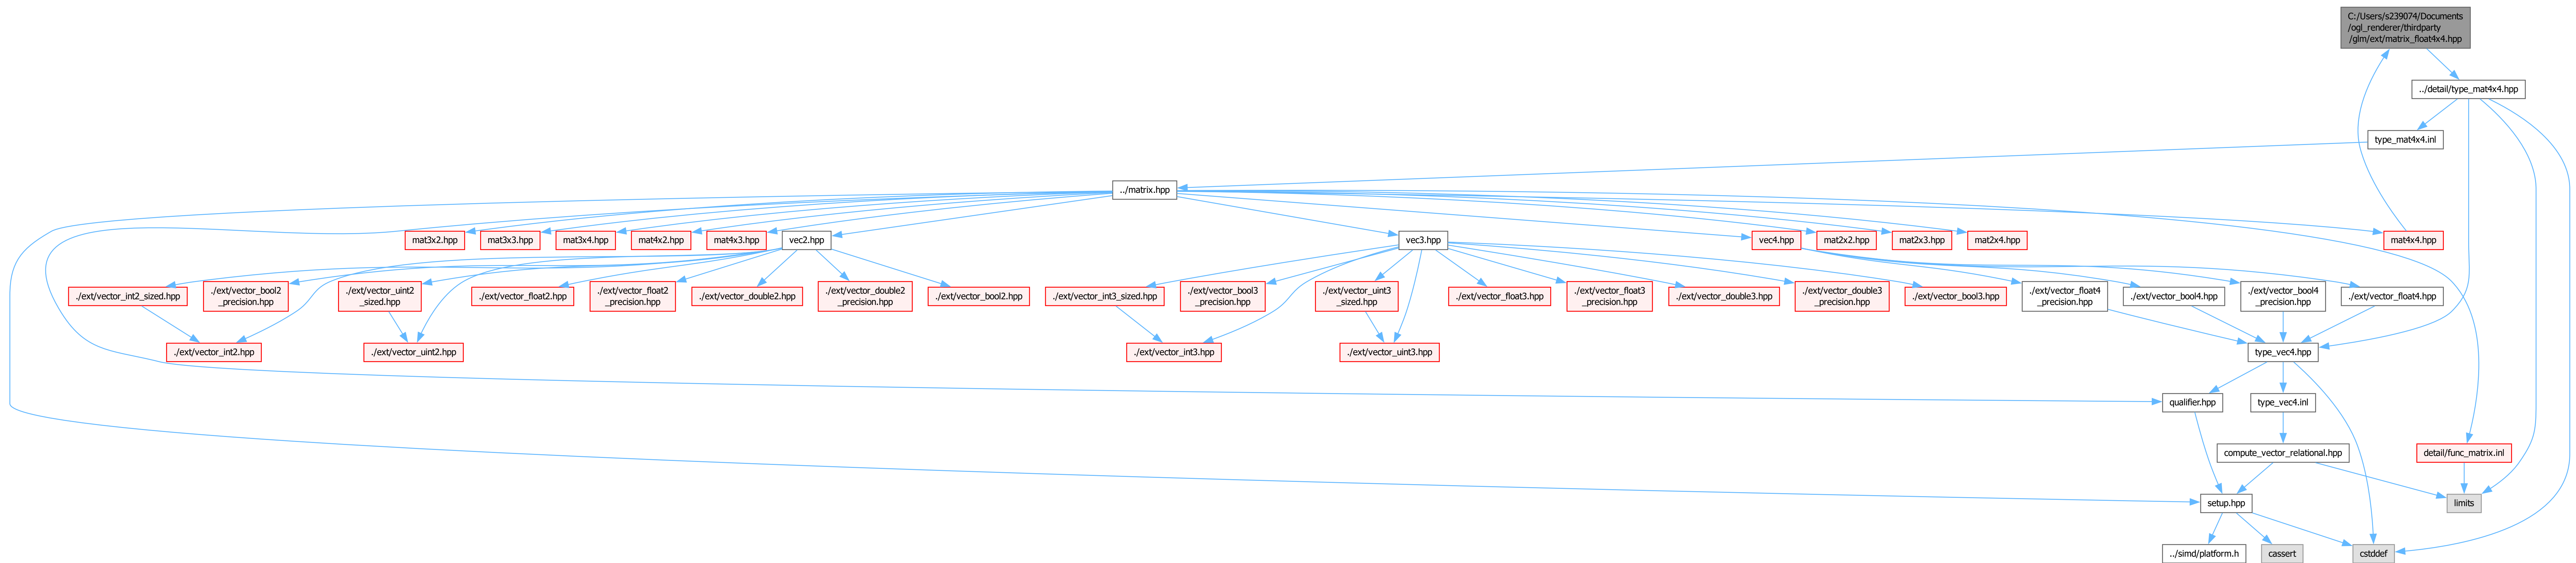 C:/Users/s239074/Documents
/ogl_renderer/thirdparty
/glm/ext/matrix_float4x4.hpp
../detail/type_mat4x4.hpp
type_mat4x4.inl
../matrix.hpp
mat3x2.hpp
mat3x3.hpp
mat3x4.hpp
mat4x2.hpp
mat4x3.hpp
vec2.hpp
vec3.hpp
vec4.hpp
mat2x2.hpp
mat2x3.hpp
mat2x4.hpp
mat4x4.hpp
./ext/vector_int2_sized.hpp
./ext/vector_bool2
_precision.hpp
./ext/vector_uint2
_sized.hpp
./ext/vector_float2.hpp
./ext/vector_float2
_precision.hpp
./ext/vector_double2.hpp
./ext/vector_double2
_precision.hpp
./ext/vector_bool2.hpp
./ext/vector_int3_sized.hpp
./ext/vector_bool3
_precision.hpp
./ext/vector_uint3
_sized.hpp
./ext/vector_float3.hpp
./ext/vector_float3
_precision.hpp
./ext/vector_double3.hpp
./ext/vector_double3
_precision.hpp
./ext/vector_bool3.hpp
./ext/vector_float4
_precision.hpp
./ext/vector_bool4.hpp
./ext/vector_bool4
_precision.hpp
./ext/vector_float4.hpp
./ext/vector_int2.hpp
./ext/vector_uint2.hpp
./ext/vector_int3.hpp
./ext/vector_uint3.hpp
type_vec4.hpp
qualifier.hpp
type_vec4.inl
compute_vector_relational.hpp
detail/func_matrix.inl
setup.hpp
limits
../simd/platform.h
cassert
cstddef